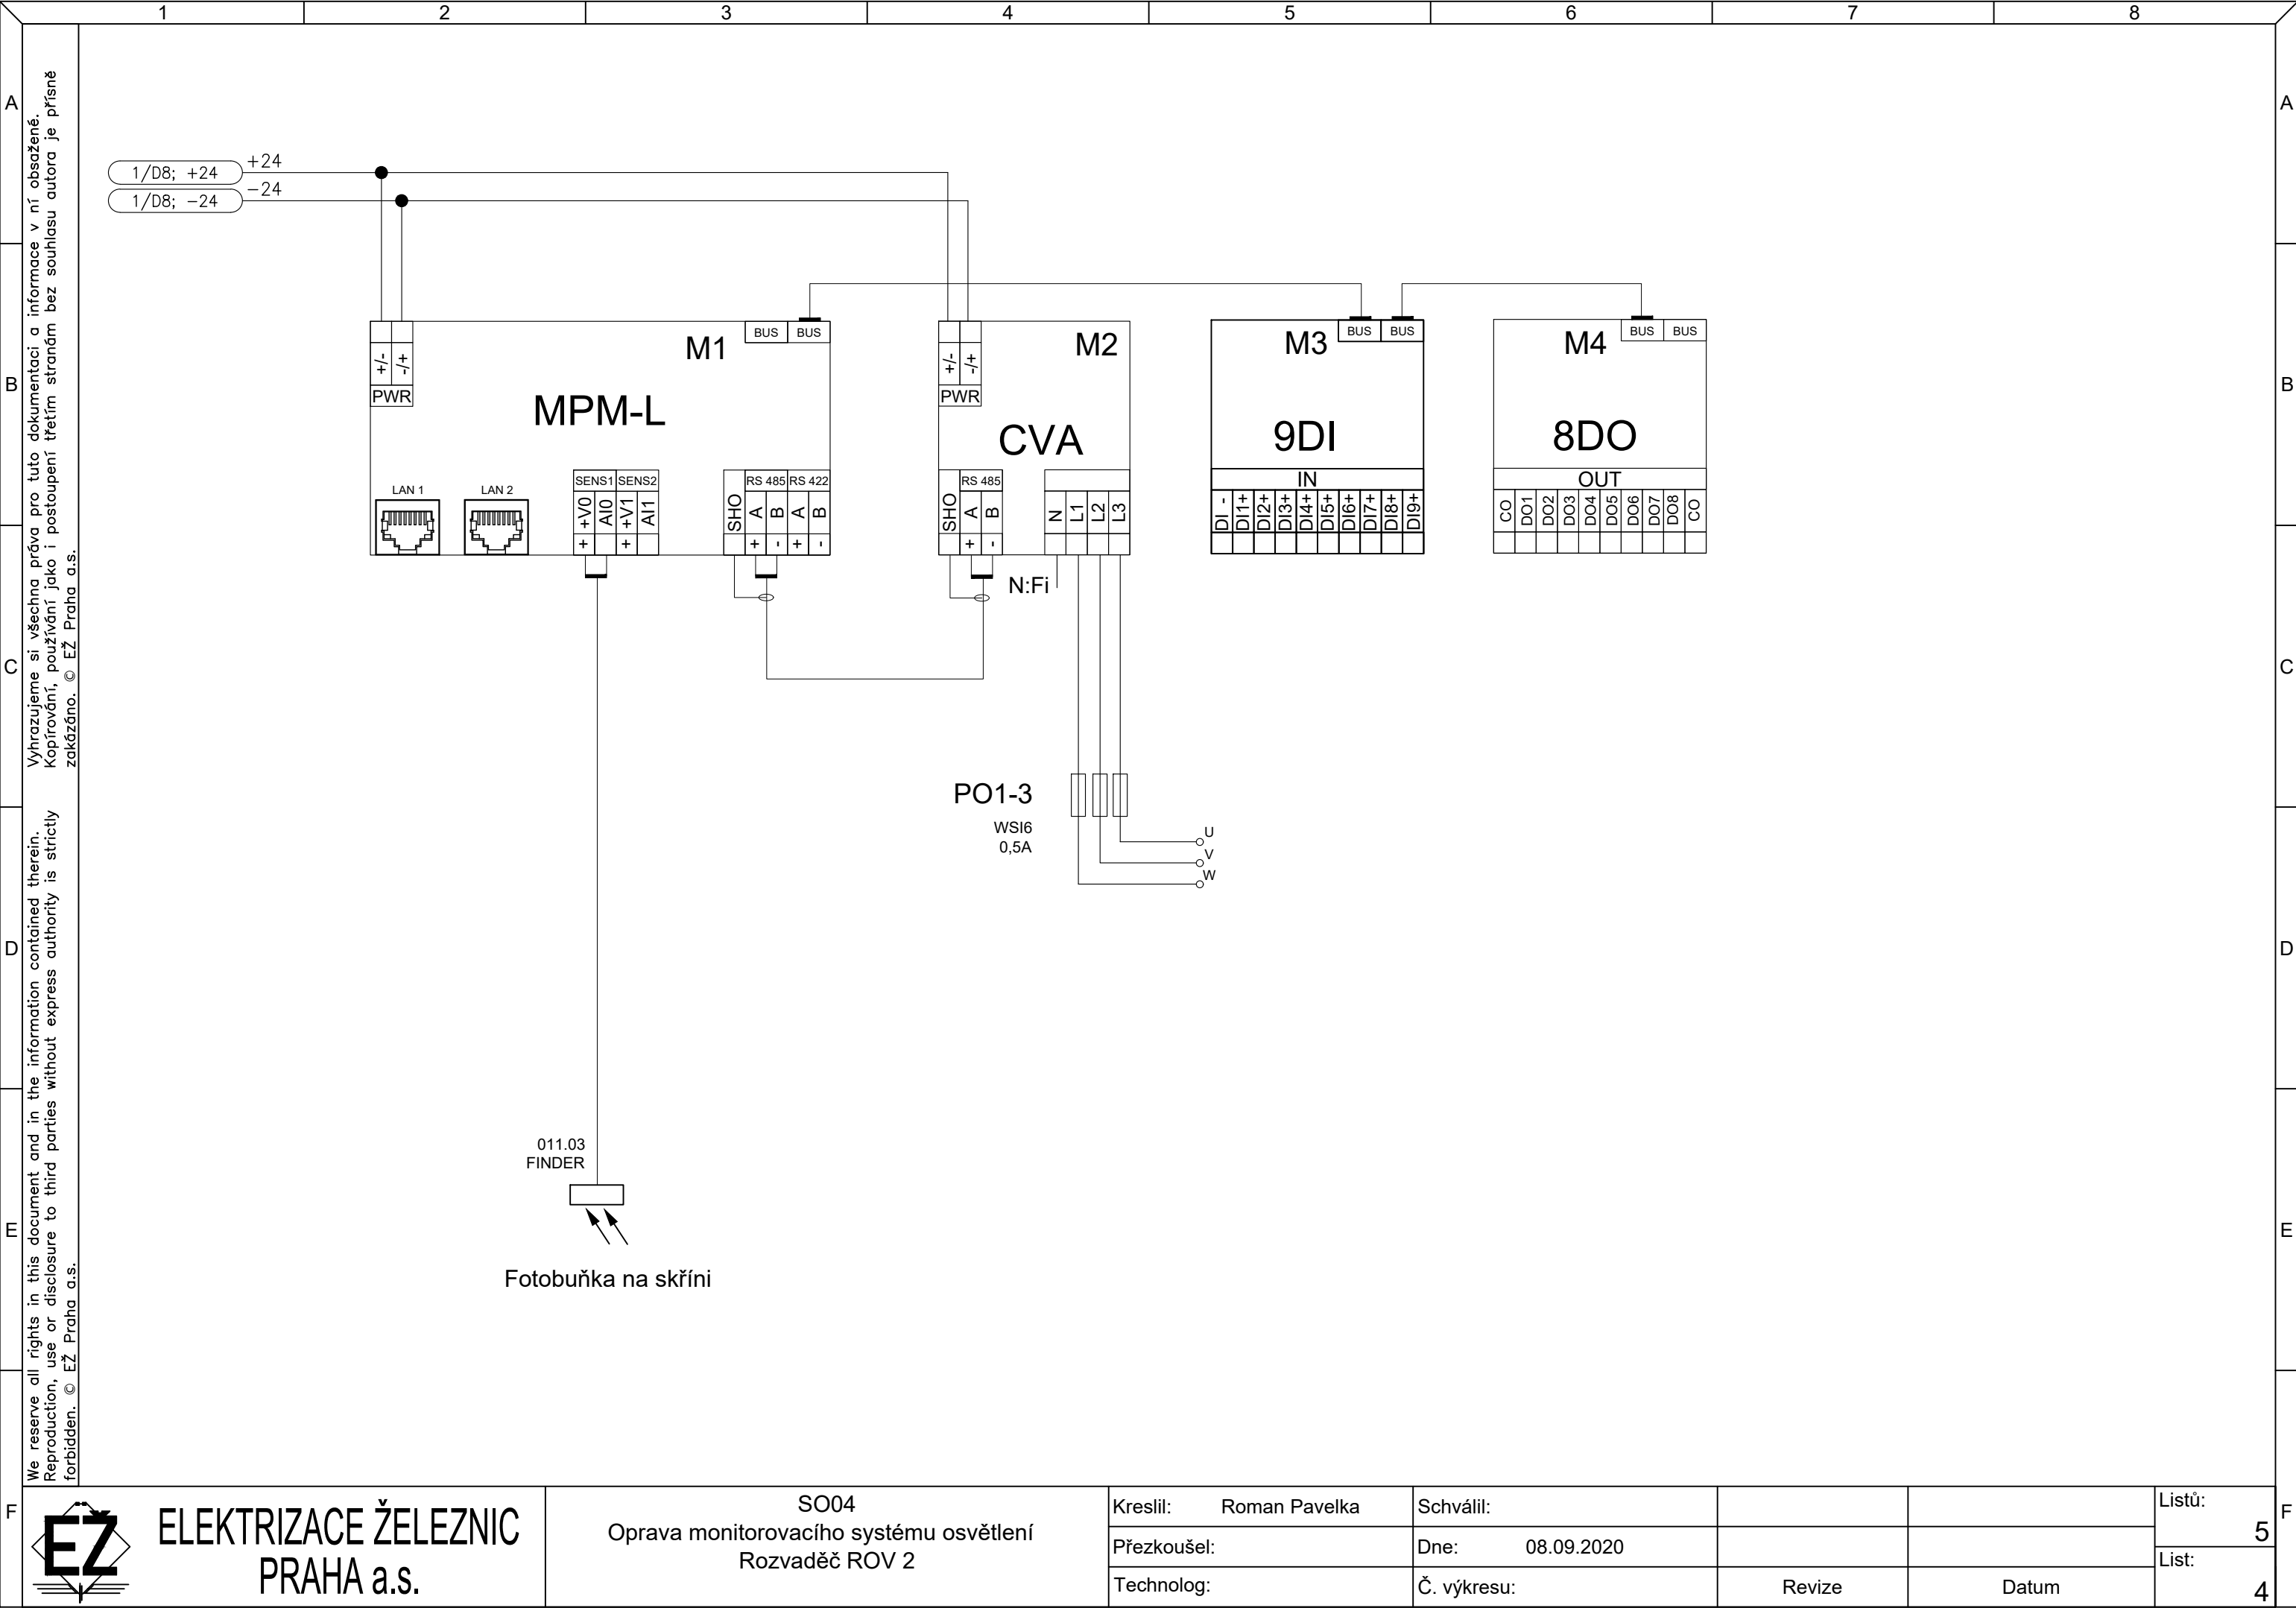 1 2 3 4 5 6 7 8
A A
B B
C C
D D
E E
F F
Vyhrazujeme si všechna práva pro tuto dokumentaci a informace v ní obsažené.
Kopírování, používání jako i postoupení třetím stranám bez souhlasu autora je přísně
zakázáno. © EŽ Praha a.s.
We reserve all rights in this document and in the information contained therein.
Reproduction, use or disclosure to third parties without express authority is strictly
forbidden. © EŽ Praha a.s.
1/D8; +24 +24
1/D8; −24 −24
M1
BUS BUS
+/- -/+
PWR
MPM-L
LAN 1 LAN 2
SENS1 SENS2
+V0 AI0 +V1 AI1
+ +
RS 485 RS 422
SHO A B A B
+ - + -
M2
+/- -/+
PWR
CVA
RS 485
SHO A B
+ -
N L1 L2 L3
N:Fi
M3
BUS BUS
9DI
IN
DI - DI1+ DI2+ DI3+ DI4+ DI5+ DI6+ DI7+ DI8+ DI9+
M4
BUS BUS
8DO
OUT
CO DO1 DO2 DO3 DO4 DO5 DO6 DO7 DO8 CO
PO1-3
WSI6
0,5A
U
V
W
011.03
FINDER
Fotobuňka na skříni
EŽ
ELEKTRIZACE ŽELEZNIC
PRAHA a.s.
SO04
Oprava monitorovacího systému osvětlení
Rozvaděč ROV 2
Kreslil: Roman Pavelka
Přezkoušel:
Technolog:
Schválil:
Dne: 08.09.2020
Č. výkresu:
Revize Datum
Listů:
5
List:
4